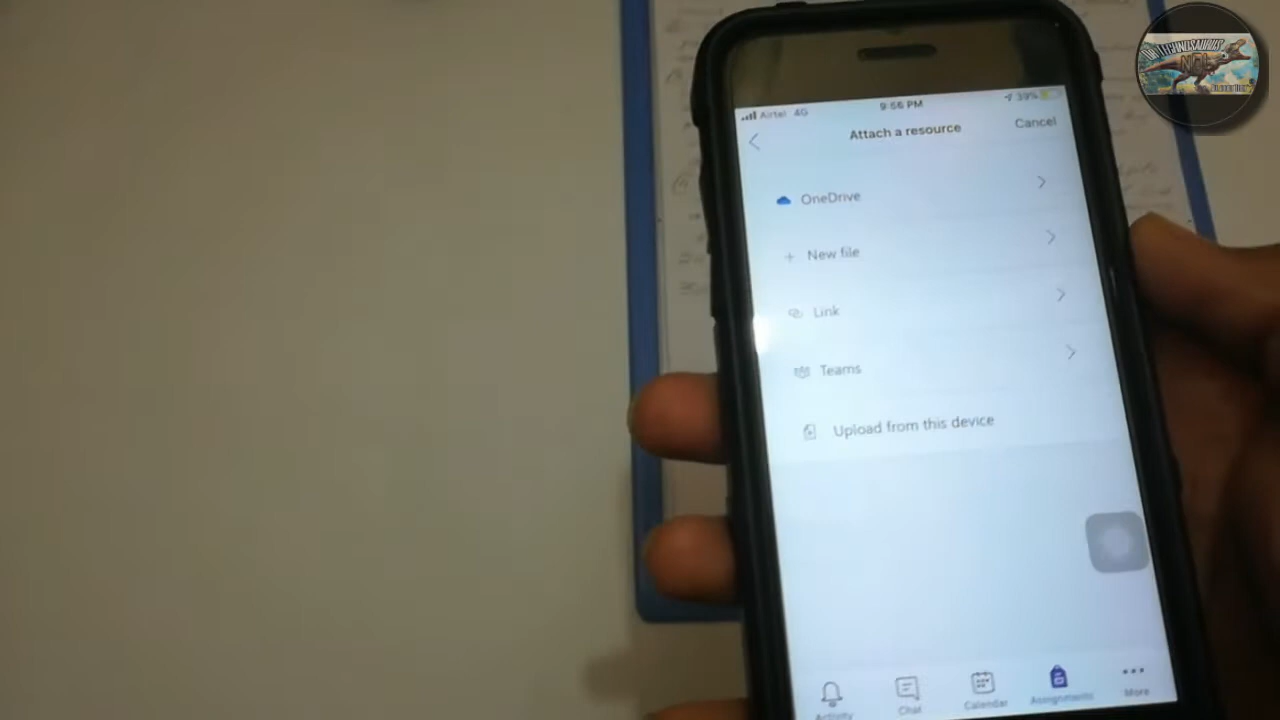 Airtel 4G
9:56 PM
39%
Attach a resource
Cancel
OneDrive
New file
Link
Teams
Upload from this device
Activity
Chat
Calendar
Assignments
More